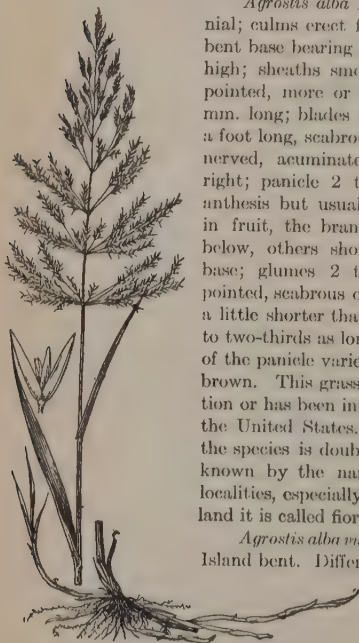 Agrostis alba
nial; culms erect f
bent base bearing
high; sheaths smo
pointed, more or
mm. long; blades
a foot long, scabrou
nerved, acuminate
right; panicle 2 t
anthesis but usual
in fruit, the bran
below, others shor
base; glumes 2 t
pointed, scabrous o
a little shorter tha
to two-thirds as lon
of the panicle varie
brown. This grass
tion or has been in
the United States.
the species is doub
known by the na
localities, especially
land it is called fior
Agrostis alba
Island bent. Differ